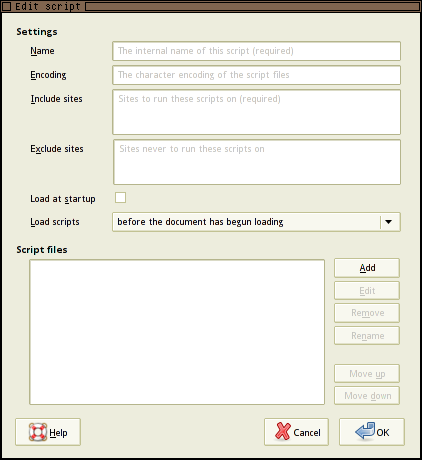 Edit script
Settings
Name
The internal name of this script (required)
Encoding
The character encoding of the script files
Include sites
Sites to run these scripts on (required)
Exclude sites
Sites never to run these scripts on
Load at startup
Load scripts
before the document has begun loading
Script files
Add
Edit
Remove
Rename
Move up
Move down
Help
Cancel
OK